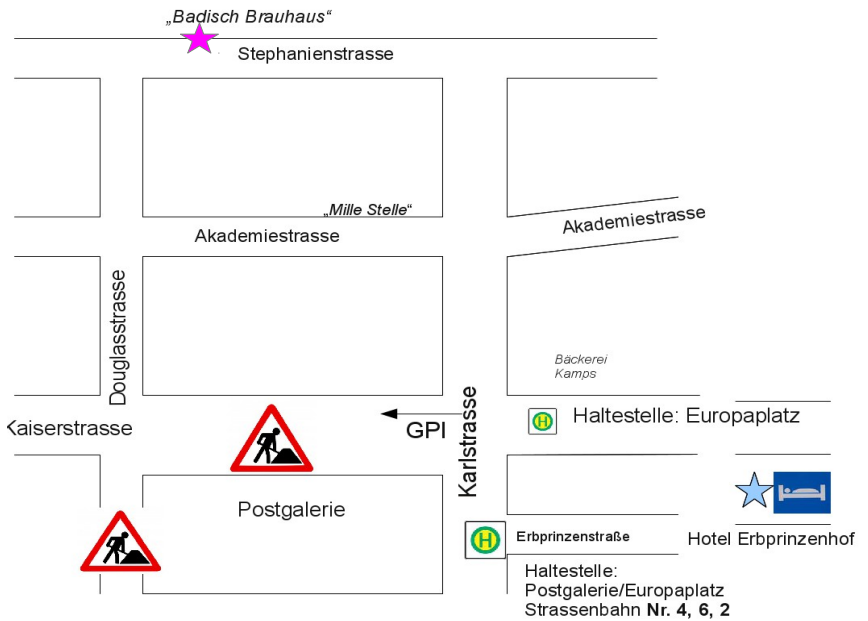 „Badisch Brauhaus“
Stephanienstrasse
„Mille Stelle“
Akademiestrasse
Akademiestrasse
Douglasstrasse
Bäckerei
Kamps
Kaiserstrasse
GPI
Karlstrasse
H
Haltestelle: Europaplatz
Postgalerie
H
Erbprinzenstraße
Hotel Erbprinzenhof
Haltestelle:
Postgalerie/Europaplatz
Strassenbahn Nr. 4, 6, 2